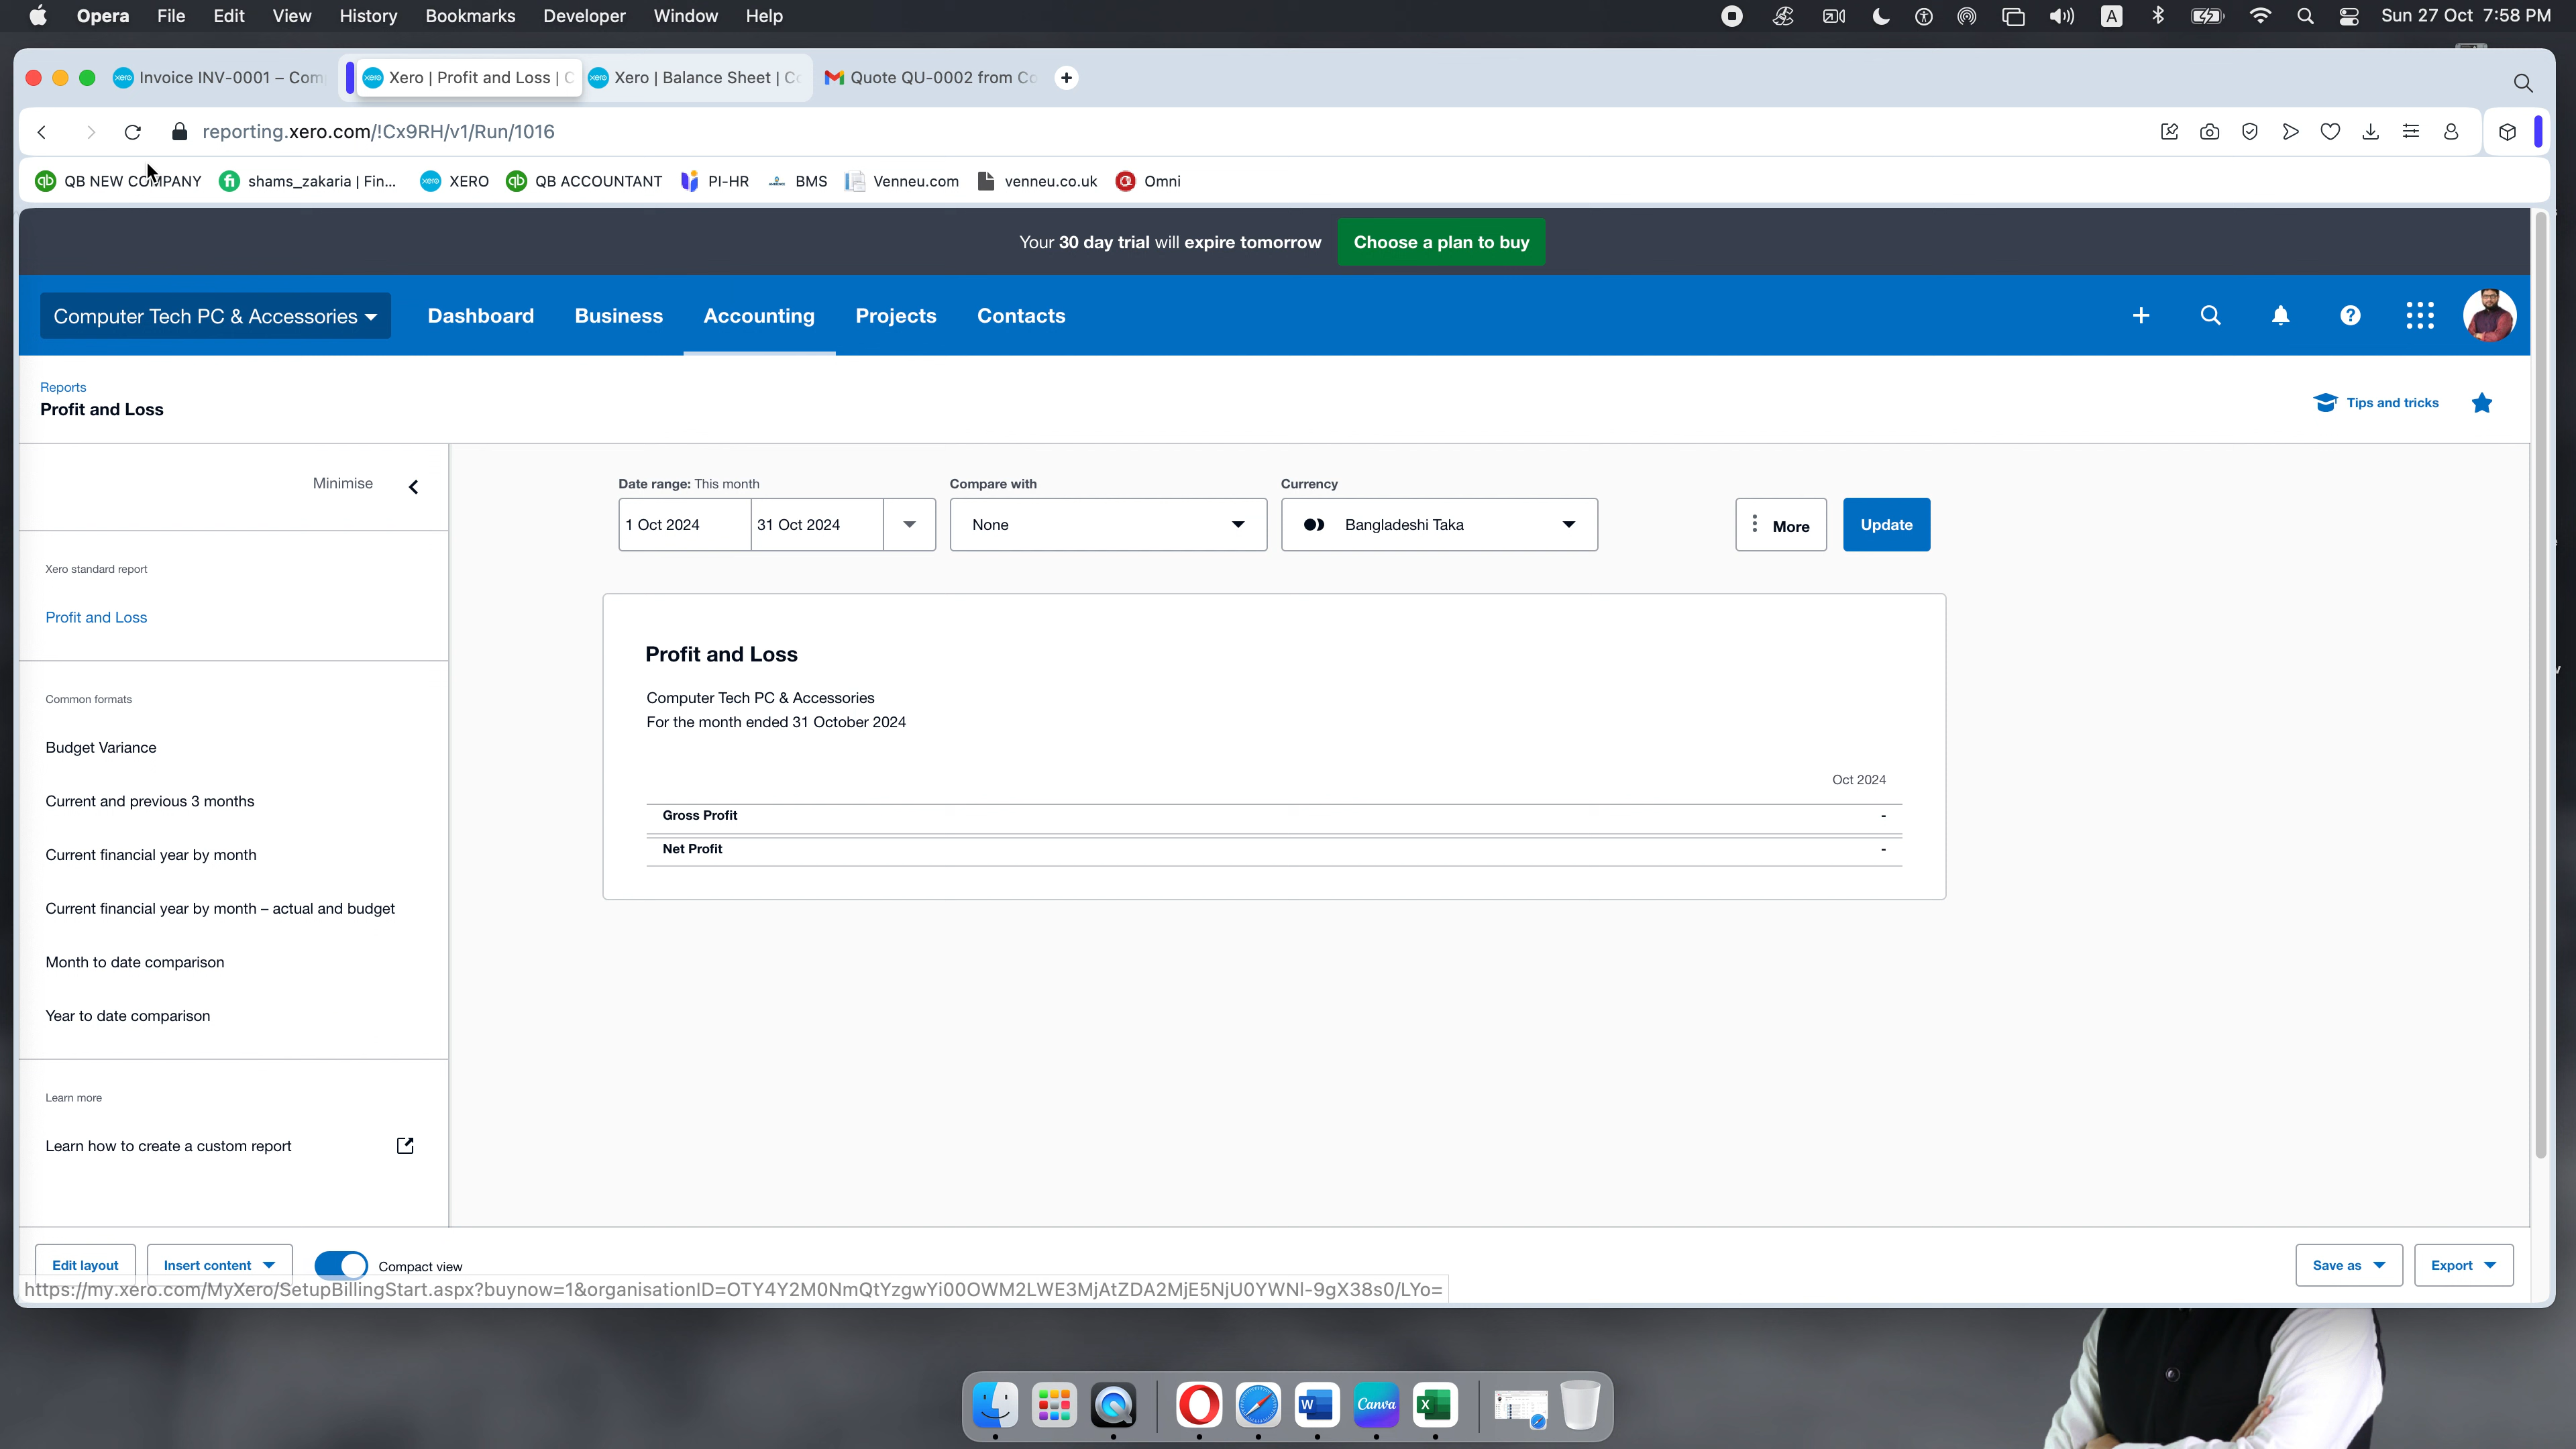 Opera File Edit View History Bookmarks Developer Window Help A Sun 27 Oct 7:58 PM
Invoice INV-0001 – Com Xero | Profit and Loss | C Xero | Balance Sheet | Co Quote QU-0002 from Co
reporting.xero.com/!Cx9RH/v1/Run/1016
QB NEW COMPANY shams_zakaria | Fin... XERO QB ACCOUNTANT PI-HR BMS Venneu.com venneu.co.uk Omni
Your 30 day trial will expire tomorrow Choose a plan to buy
Computer Tech PC & Accessories Dashboard Business Accounting Projects Contacts
Reports
Profit and Loss
Tips and tricks
Minimise
Xero standard report
Profit and Loss
Common formats
Budget Variance
Current and previous 3 months
Current financial year by month
Current financial year by month – actual and budget
Month to date comparison
Year to date comparison
Learn more
Learn how to create a custom report
Date range: This month Compare with Currency
1 Oct 2024 31 Oct 2024 None Bangladeshi Taka More Update
Profit and Loss
Computer Tech PC & Accessories
For the month ended 31 October 2024
Oct 2024
Gross Profit -
Net Profit -
Edit layout Insert content Compact view Save as Export
https://my.xero.com/MyXero/SetupBillingStart.aspx?buynow=1&organisationID=OTY4Y2M0NmQtYzgwYi00OWM2LWE3MjAtZDA2MjE5NjU0YWNl-9gX38s0/LYo=
W Canva X